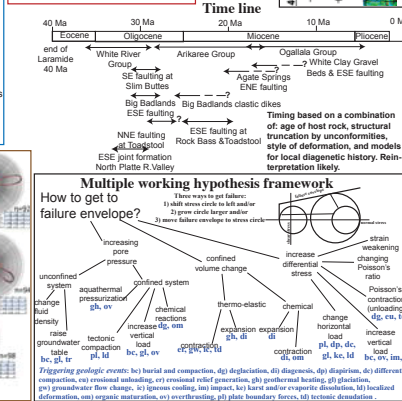 Time line
40 Ma 30 Ma 20 Ma 10 Ma 0 M
Eocene Oligocene Miocene Pliocene
end of
Laramide
40 Ma
White River
Group
Arikaree Group
Ogallala Group
SE faulting at
Slim Buttes
? White Clay Gravel
Beds & ESE faulting
Agate Springs
ENE faulting
Big Badlands
ESE faulting
Big Badlands clastic dikes
?
NNE faulting
at Toadstool
ESE faulting at
Rock Bass &Toadstool
ESE joint formation
North Platte R.Valley
Timing based on a combination
of: age of host rock, structural
truncation by unconformities,
style of deformation, and models
for local diagenetic history. Rein-
terpretation likely.
Multiple working hypothesis framework
How to get to
failure envelope?
Three ways to get failure:
1) shift stress circle to left and/or
2) grow circle larger and/or
3) move failure envelope to stress circle
failure envelope
normal stress
increasing
pore
pressure
confined
volume change
increase
differential
stress
strain
weakening
changing
Poisson's
ratio
Poisson's
contraction
(unloading
unconfined
system
aquathermal
pressurization
gh, ov
confined system
chemical
reactions
dg, om
thermo-elastic
chemical
change
fluid
density
raise
groundwater
table
bc, gl, tr
tectonic
compaction
pl, ld
increase
vertical
load
bc, gl, ov
contraction
er, gw, ic, td
expansion
gh, di
expansion
di
contraction
di, om
change
horizontal
load
pl, dp, dc,
gl, ke, ld
increase
vertical
load
bc, ov, im,
Triggering geologic events: bc) burial and compaction, dg) deglaciation, di) diagenesis, dp) diapirism, dc) different
compaction, eu) erosional unloading, er) erosional relief generation, gh) geothermal heating, gl) glaciation,
gw) groundwater flow change, ic) igneous cooling, im) impact, ke) karst and/or evaporite dissolution, ld) localized
deformation, om) organic maturation, ov) overthrusting, pl) plate boundary forces, td) tectonic denudation .